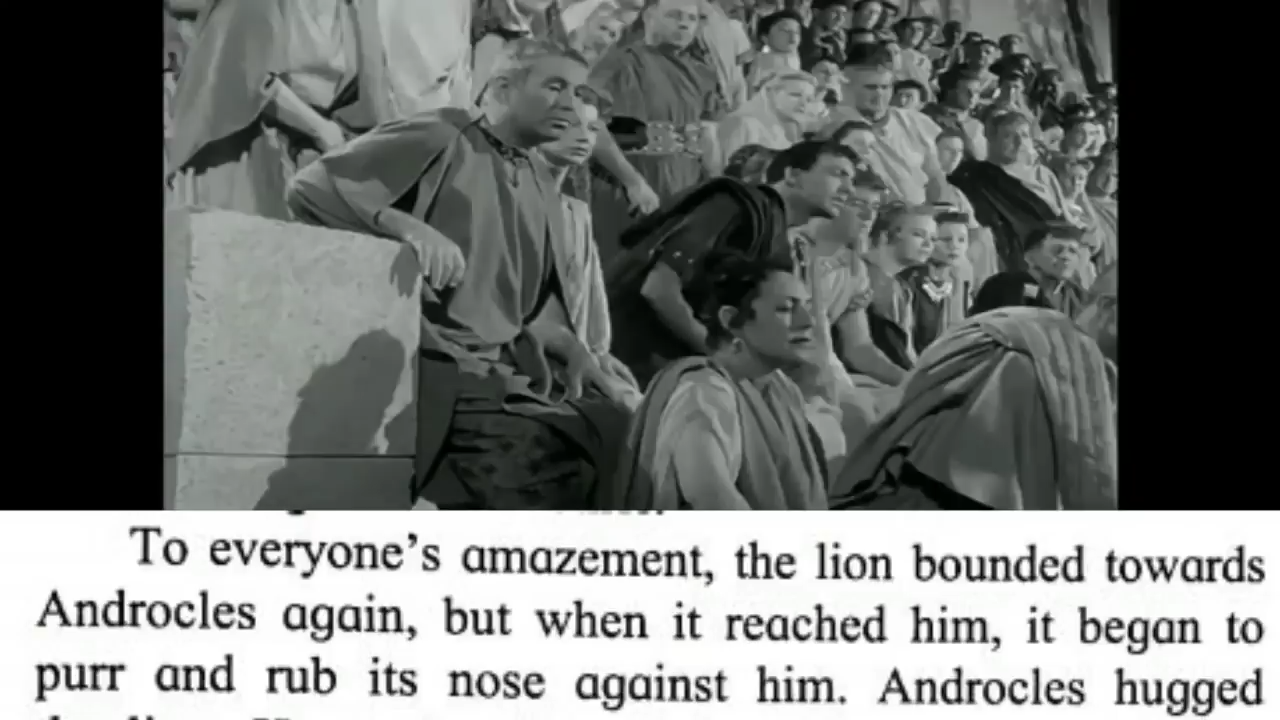 To everyone's amazement, the lion bounded towards
Androcles again, but when it reached him, it began to
purr and rub its nose against him. Androcles hugged